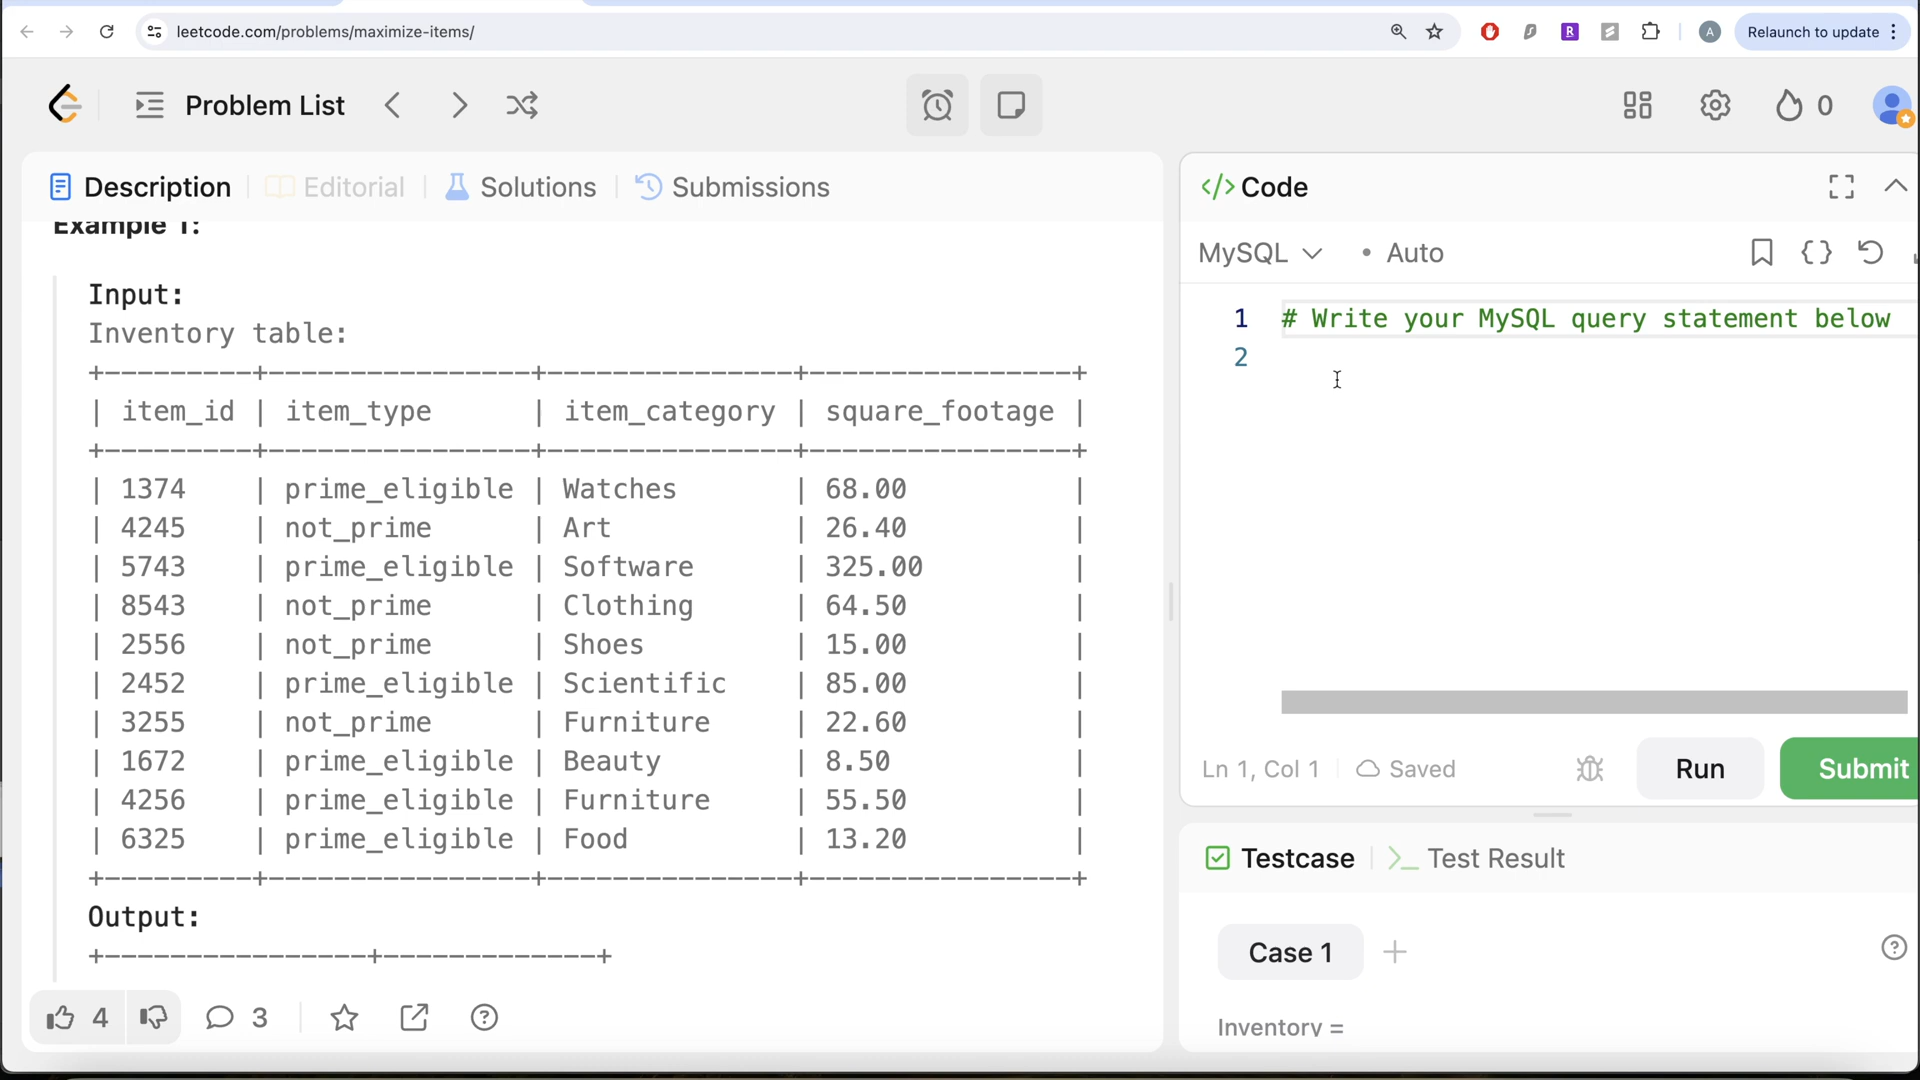 leetcode.com/problems/maximize-items/
Relaunch to update
Problem List
0
Description
Editorial
Solutions
Submissions
Example 1:
Input:
Inventory table:
+---------+----------------+---------------+----------------+
| item_id | item_type | item_category | square_footage |
+---------+----------------+---------------+----------------+
| 1374 | prime_eligible | Watches | 68.00 |
| 4245 | not_prime | Art | 26.40 |
| 5743 | prime_eligible | Software | 325.00 |
| 8543 | not_prime | Clothing | 64.50 |
| 2556 | not_prime | Shoes | 15.00 |
| 2452 | prime_eligible | Scientific | 85.00 |
| 3255 | not_prime | Furniture | 22.60 |
| 1672 | prime_eligible | Beauty | 8.50 |
| 4256 | prime_eligible | Furniture | 55.50 |
| 6325 | prime_eligible | Food | 13.20 |
+---------+----------------+---------------+----------------+
Output:
+----------------+-------------+
4
3
</> Code
MySQL
• Auto
{}
1 # Write your MySQL query statement below
2
Ln 1, Col 1
Saved
Run
Submit
Testcase
>_ Test Result
Case 1
+
Inventory =
R
A